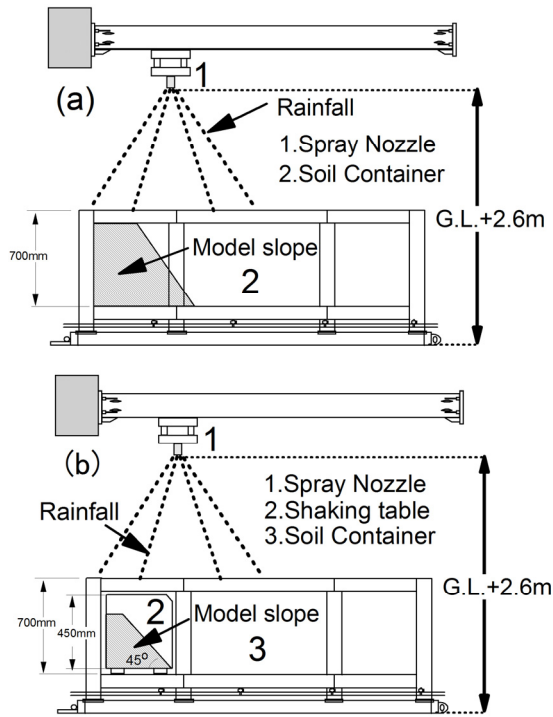 (a)
1
Rainfall
1.Spray Nozzle
2.Soil Container
G.L.+2.6m
700mm
Model slope
2
(b)
1
1.Spray Nozzle
2.Shaking table
3.Soil Container
Rainfall
G.L.+2.6m
700mm
450mm
2
Model slope
45°
3